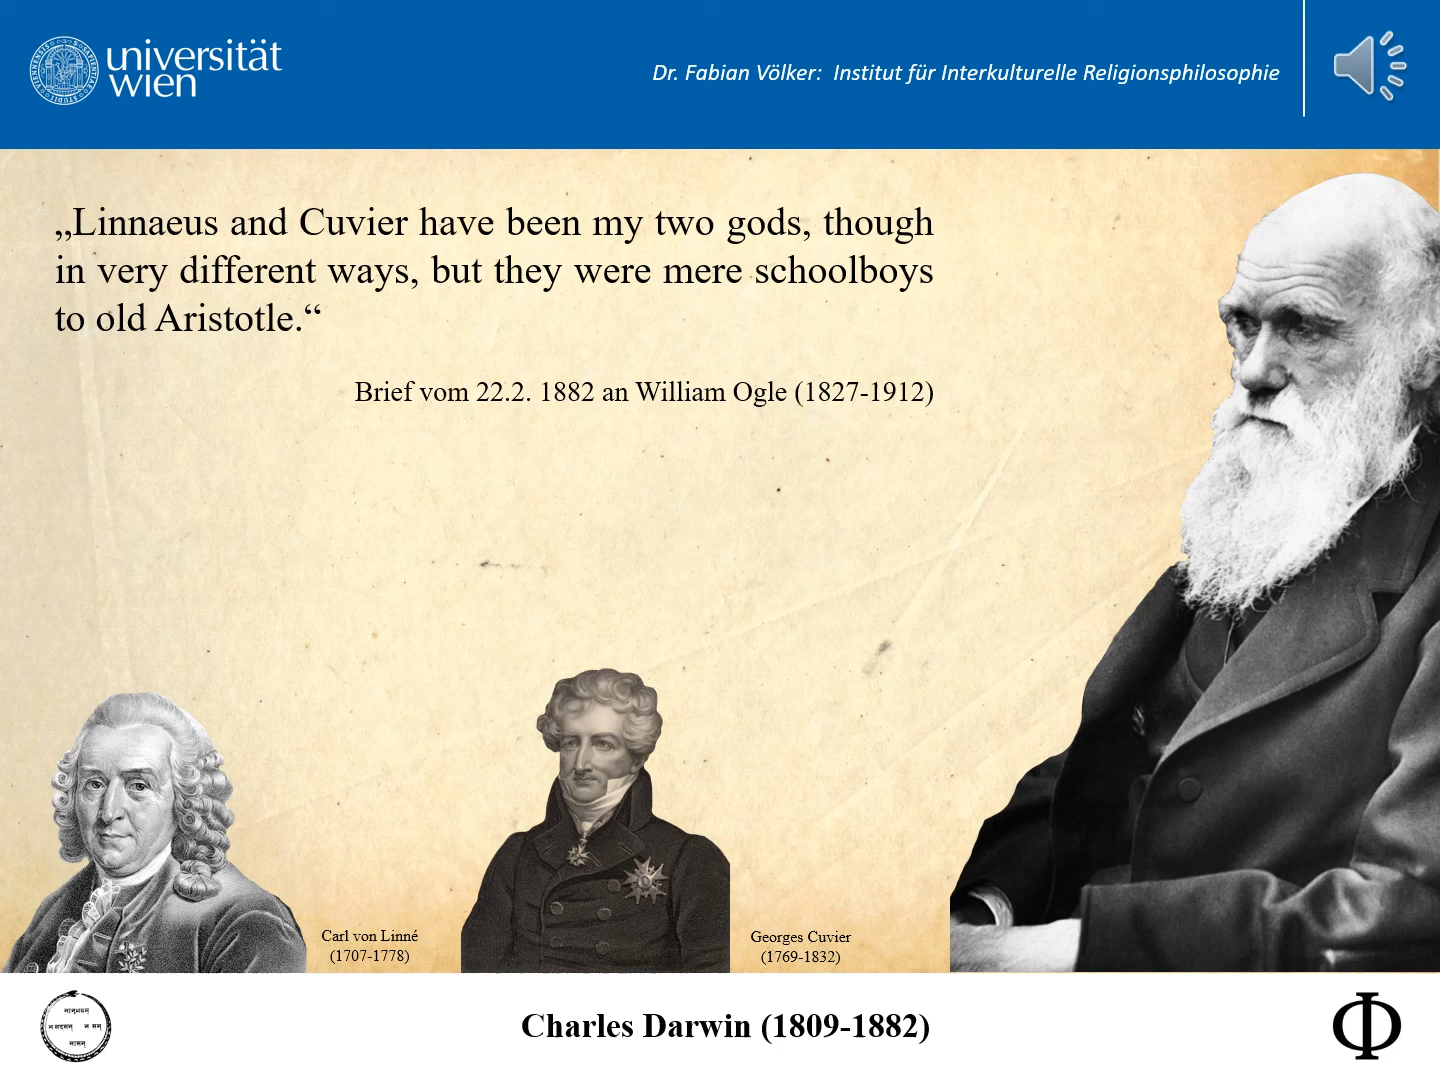 universität
wien
Dr. Fabian Völker:  Institut für Interkulturelle Religionsphilosophie
„Linnaeus and Cuvier have been my two gods, though
in very different ways, but they were mere schoolboys
to old Aristotle.“
Brief vom 22.2. 1882 an William Ogle (1827-1912)
Carl von Linné
(1707-1778)
Georges Cuvier
(1769-1832)
Charles Darwin (1809-1882)
Φ